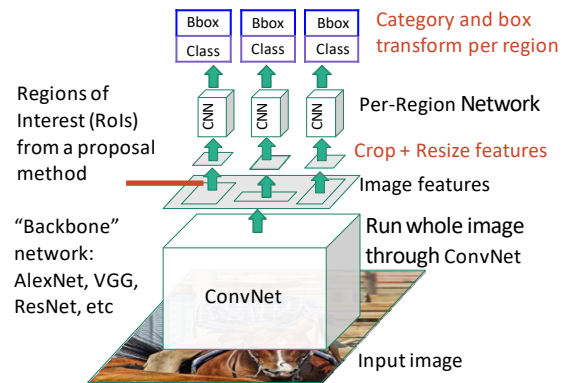 Bbox
Bbox
Bbox
Class
Class
Class
Category and box
transform per region
Regions of
Interest (RoIs)
from a proposal
method
CNN
CNN
CNN
Per-Region Network
Crop + Resize features
Image features
“Backbone”
network:
AlexNet, VGG,
ResNet, etc
Run whole image
through ConvNet
ConvNet
Input image